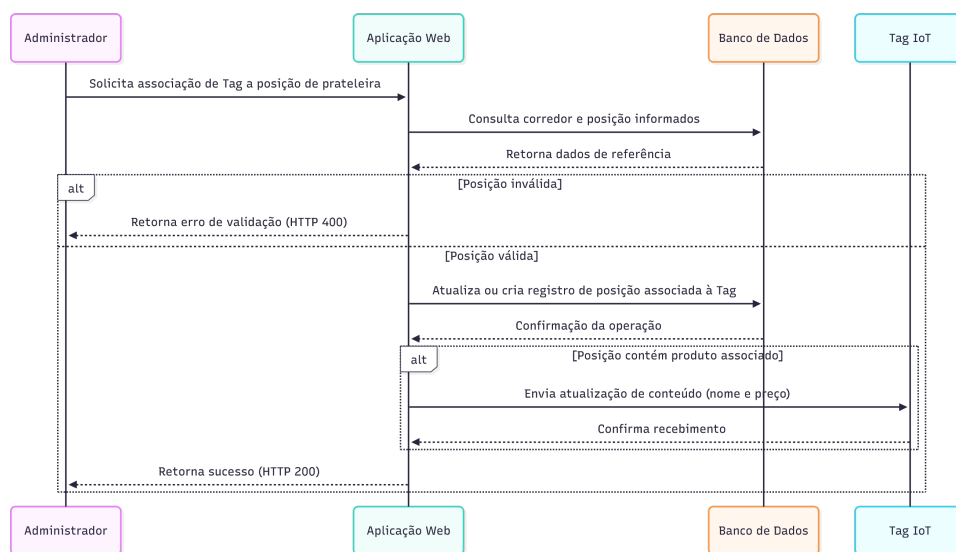 Administrador
Aplicação Web
Banco de Dados
Tag IoT
Solicita associação de Tag a posição de prateleira
Consulta corredor e posição informados
Retorna dados de referência
alt
[Posição inválida]
Retorna erro de validação (HTTP 400)
[Posição válida]
Atualiza ou cria registro de posição associada à Tag
Confirmação da operação
alt
[Posição contém produto associado]
Envia atualização de conteúdo (nome e preço)
Confirma recebimento
Retorna sucesso (HTTP 200)
Administrador
Aplicação Web
Banco de Dados
Tag IoT